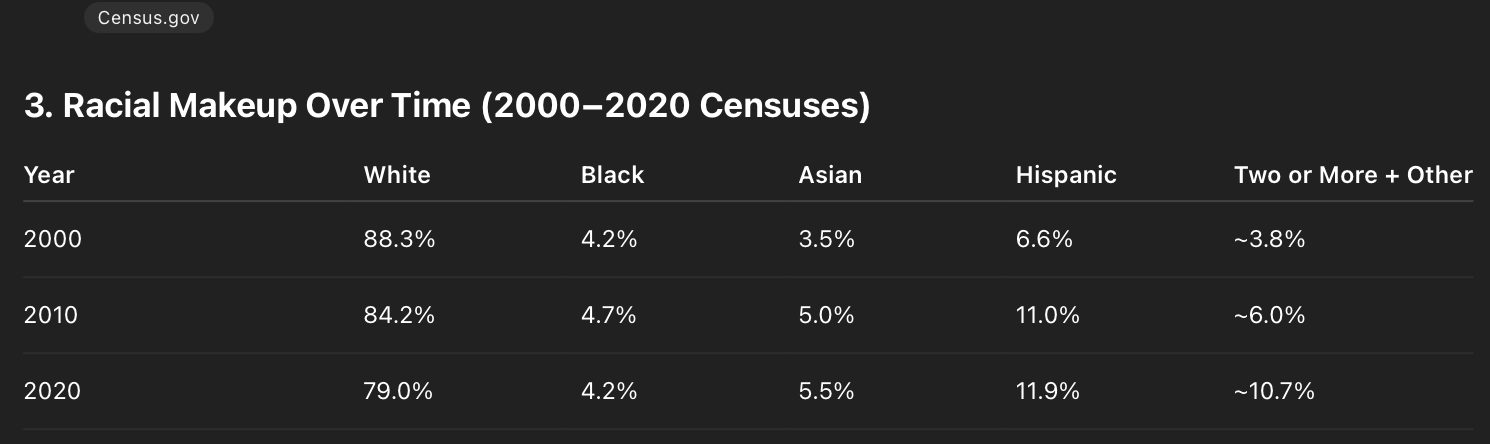 Census.gov
3. Racial Makeup Over Time (2000–2020 Censuses)
Year White Black Asian Hispanic Two or More + Other
2000 88.3% 4.2% 3.5% 6.6% ~3.8%
2010 84.2% 4.7% 5.0% 11.0% ~6.0%
2020 79.0% 4.2% 5.5% 11.9% ~10.7%